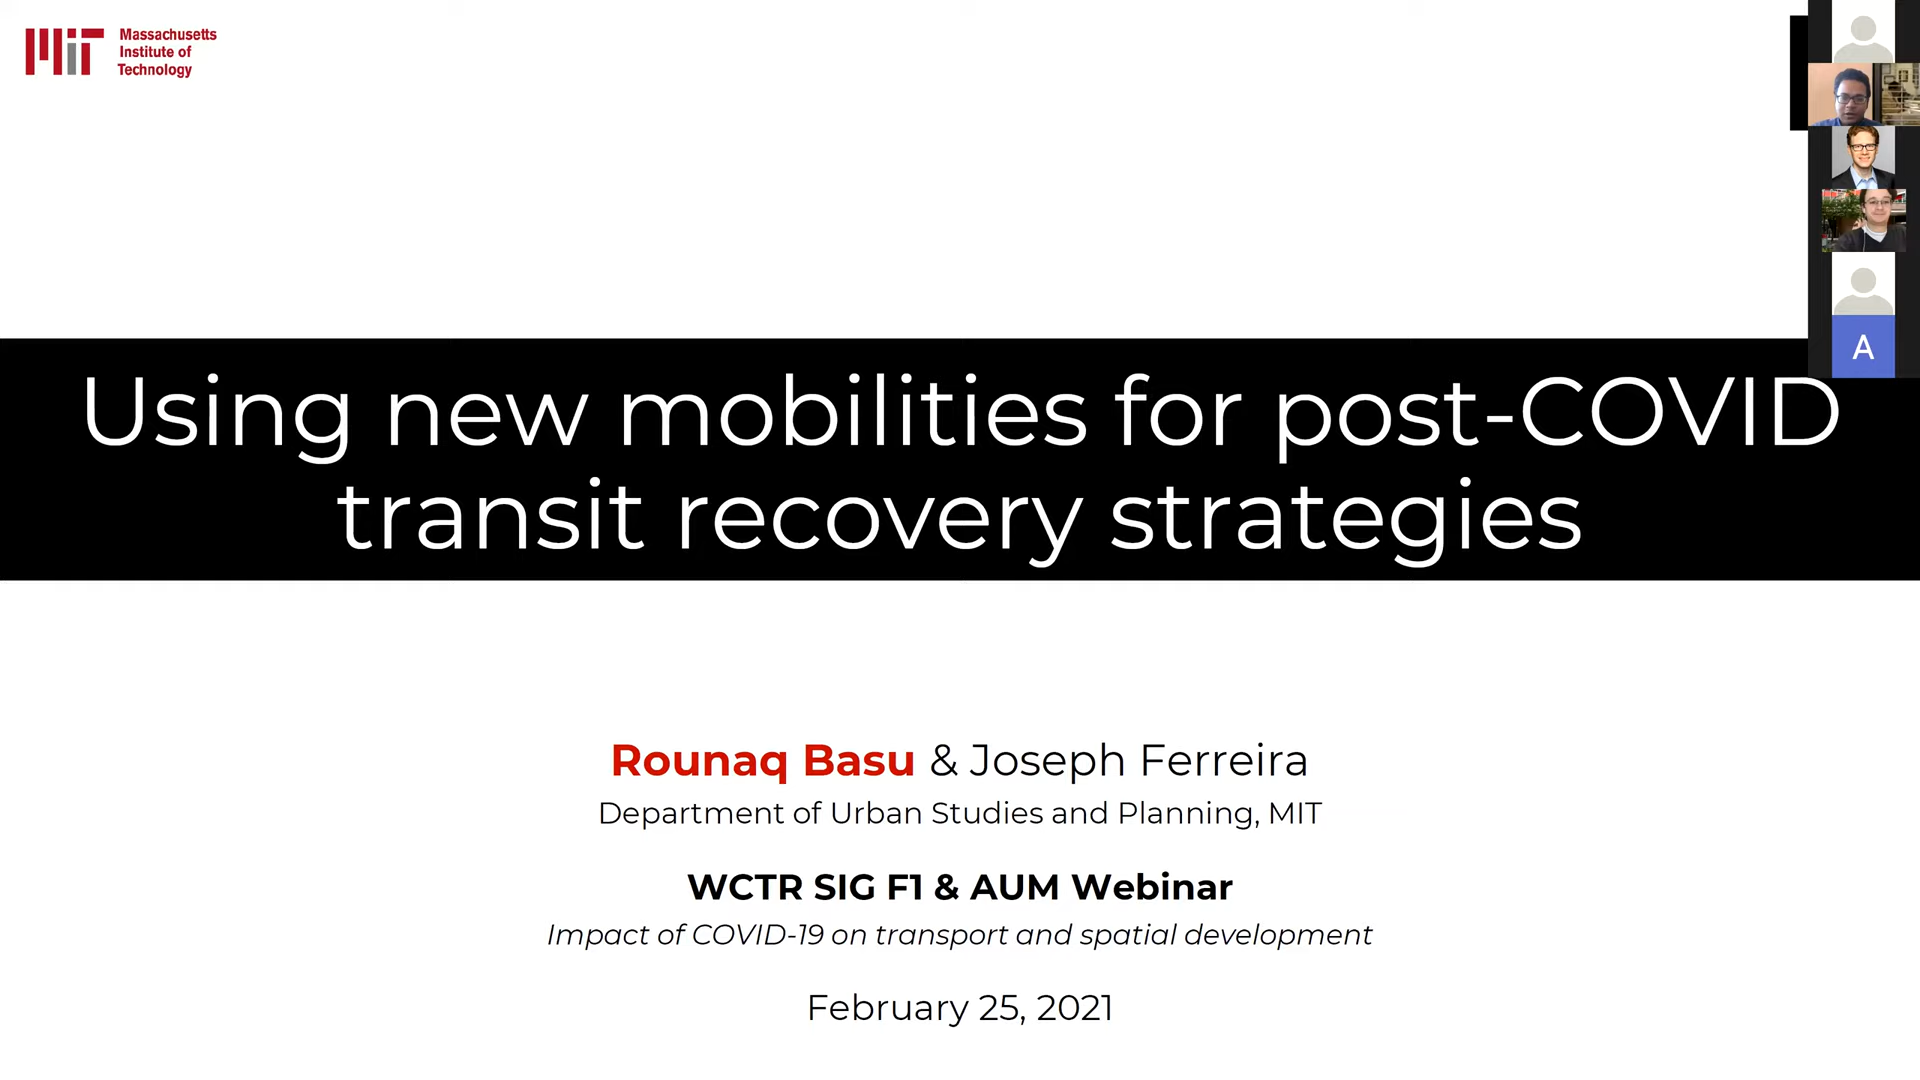 Massachusetts
Institute of
Technology
A
Using new mobilities for post-COVID
transit recovery strategies
Rounaq Basu & Joseph Ferreira
Department of Urban Studies and Planning, MIT
WCTR SIG F1 & AUM Webinar
Impact of COVID-19 on transport and spatial development
February 25, 2021